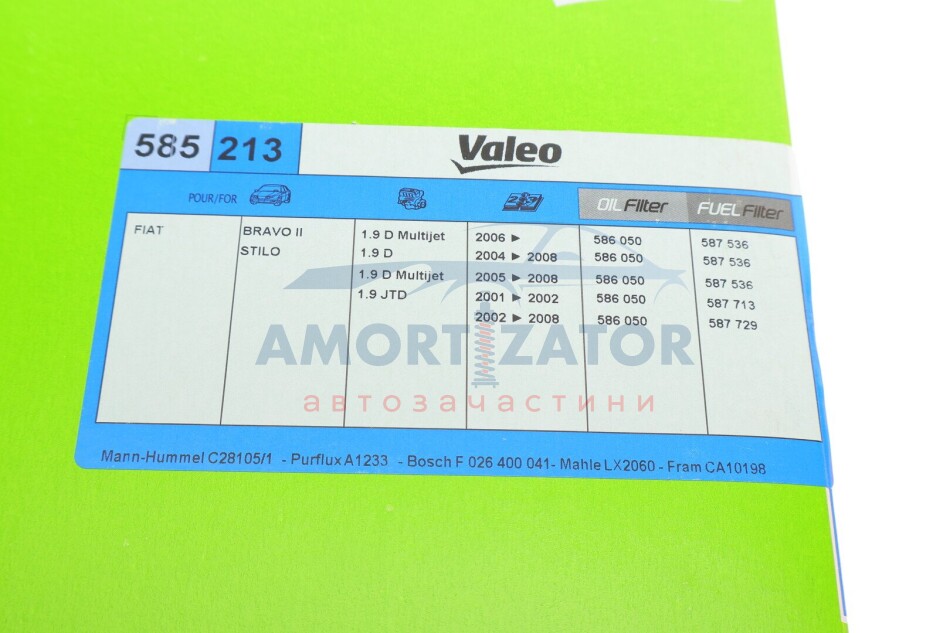 585 213 Valeo
POUR/FOR OIL Filter FUEL Filter
FIAT BRAVO II 1.9 D Multijet 2006 ► 586 050 587 536
STILO 1.9 D 2004 ► 2008 586 050 587 536
1.9 D Multijet 2005 ► 2008 586 050 587 536
1.9 JTD 2001 ► 2002 586 050 587 713
2002 ► 2008 586 050 587 729
AMORTIZATOR
автозачастини
Mann-Hummel C28105/1 - Purflux A1233 - Bosch F 026 400 041- Mahle LX2060 - Fram CA10198